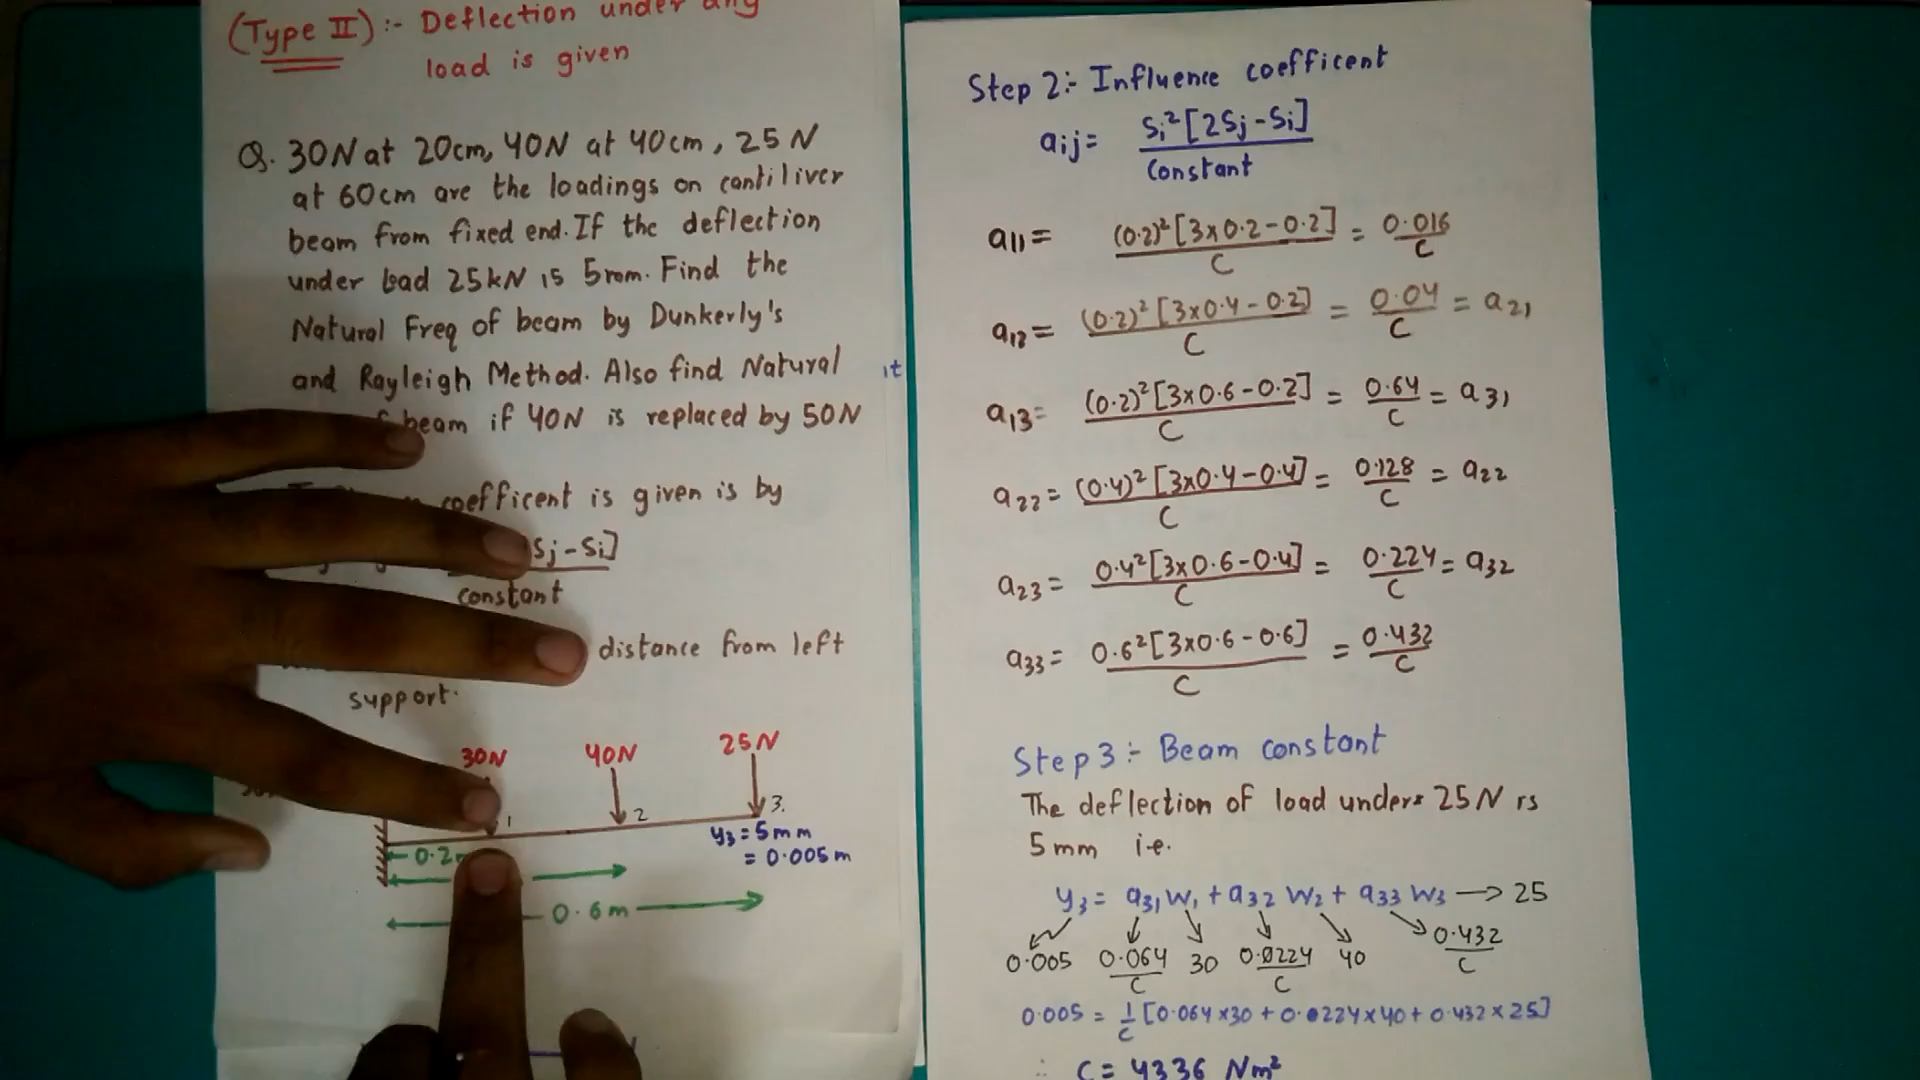 (Type II) :- Deflection under any
load is given
Q. 30N at 20cm, 40N at 40cm, 25N
at 60cm are the loadings on cantiliver
beam from fixed end. If the deflection
under load 25kN is 5mm. Find the
Natural Freq of beam by Dunkerly's
and Rayleigh Method. Also find Natural
beam if 40N is replaced by 50N
coefficent is given is by
Sj-Si]
constant
distance from left
support.
30N 40N 25N
1 2 3.
y3 = 5mm
= 0.005m
0.2
0.6m
it
Step 2:- Influence coefficent
aij= Si²[2Sj-Si]
Constant
a11= (0.2)²[3x0.2-0.2] = 0.016
C C
a12= (0.2)²[3x0.4-0.2] = 0.04 = a21
C C
a13= (0.2)²[3x0.6-0.2] = 0.64 = a31
C C
a22= (0.4)²[3x0.4-0.4] = 0.128 = a22
C C
a23= 0.4²[3x0.6-0.4] = 0.224 = a32
C C
a33= 0.6²[3x0.6-0.6] = 0.432
C C
Step 3:- Beam constant
The deflection of load under 25N is
5mm i.e.
y3= a31 W1 + a32 W2 + a33 W3 → 25
0.005 0.064 30 0.0224 40 0.432
C C C
0.005 = 1/C [0.064x30+0.0224x40+0.432x25]
∴ C= 4336 Nm²